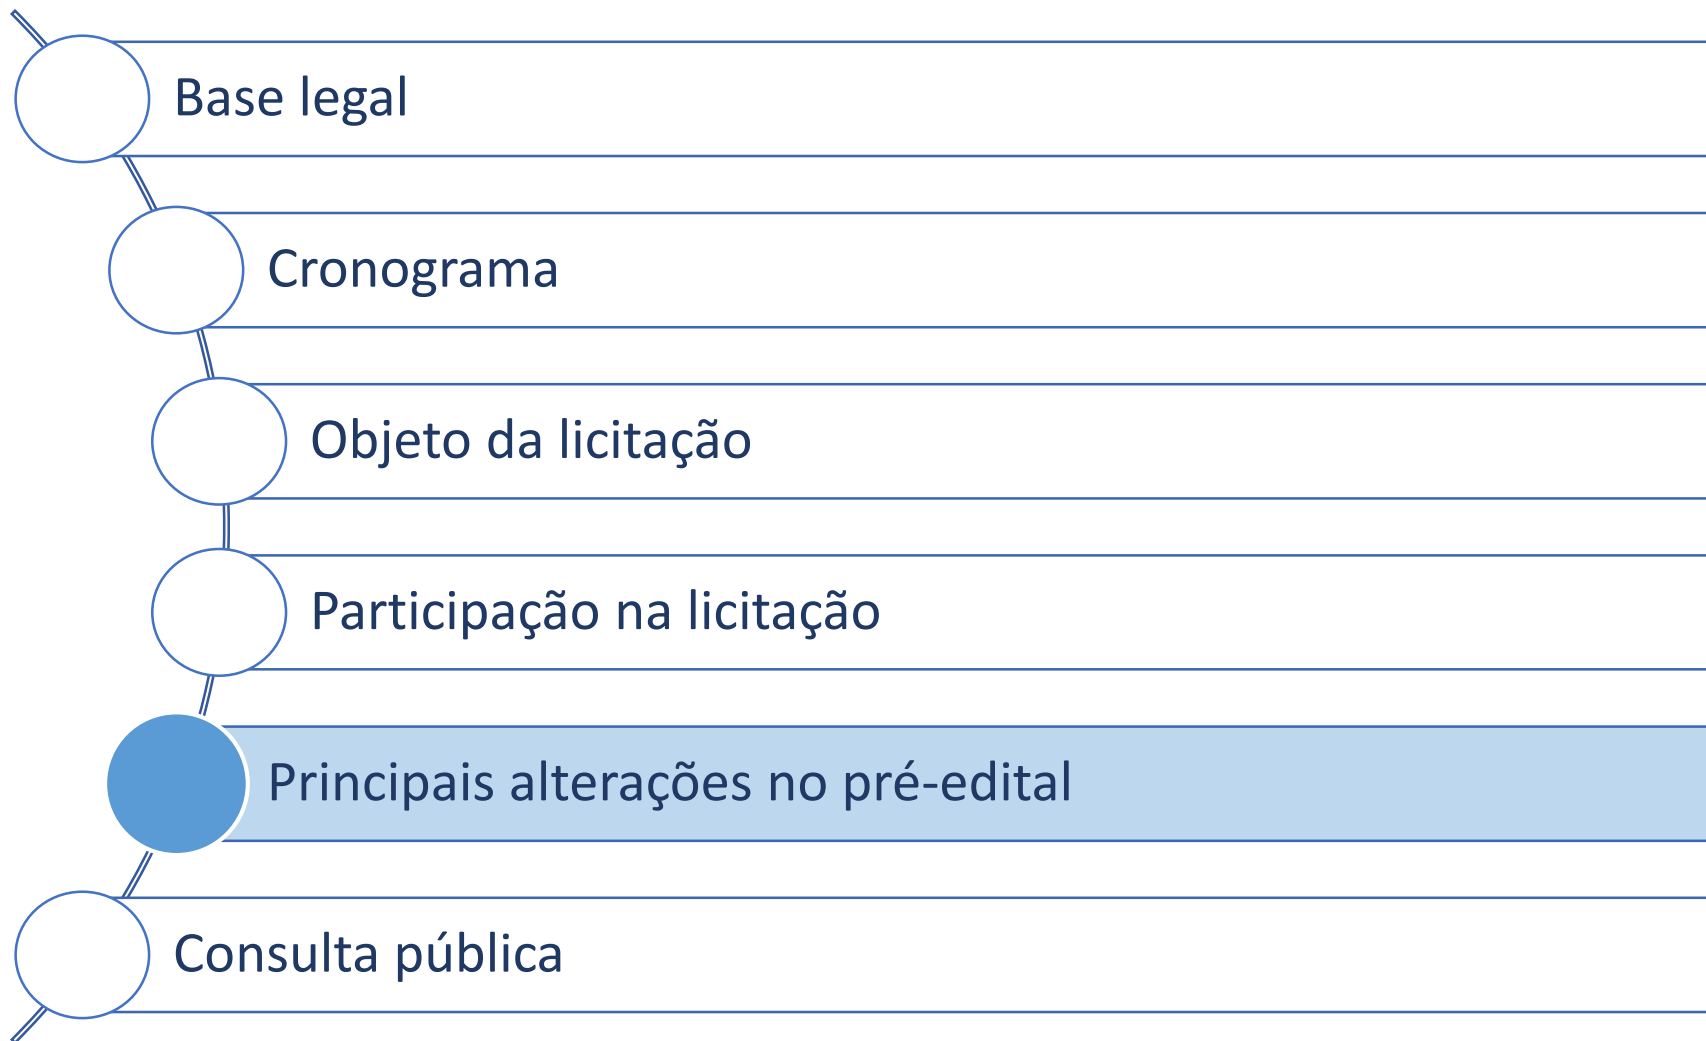 Base legal
Cronograma
Objeto da licitação
Participação na licitação
Principais alterações no pré-edital
Consulta pública